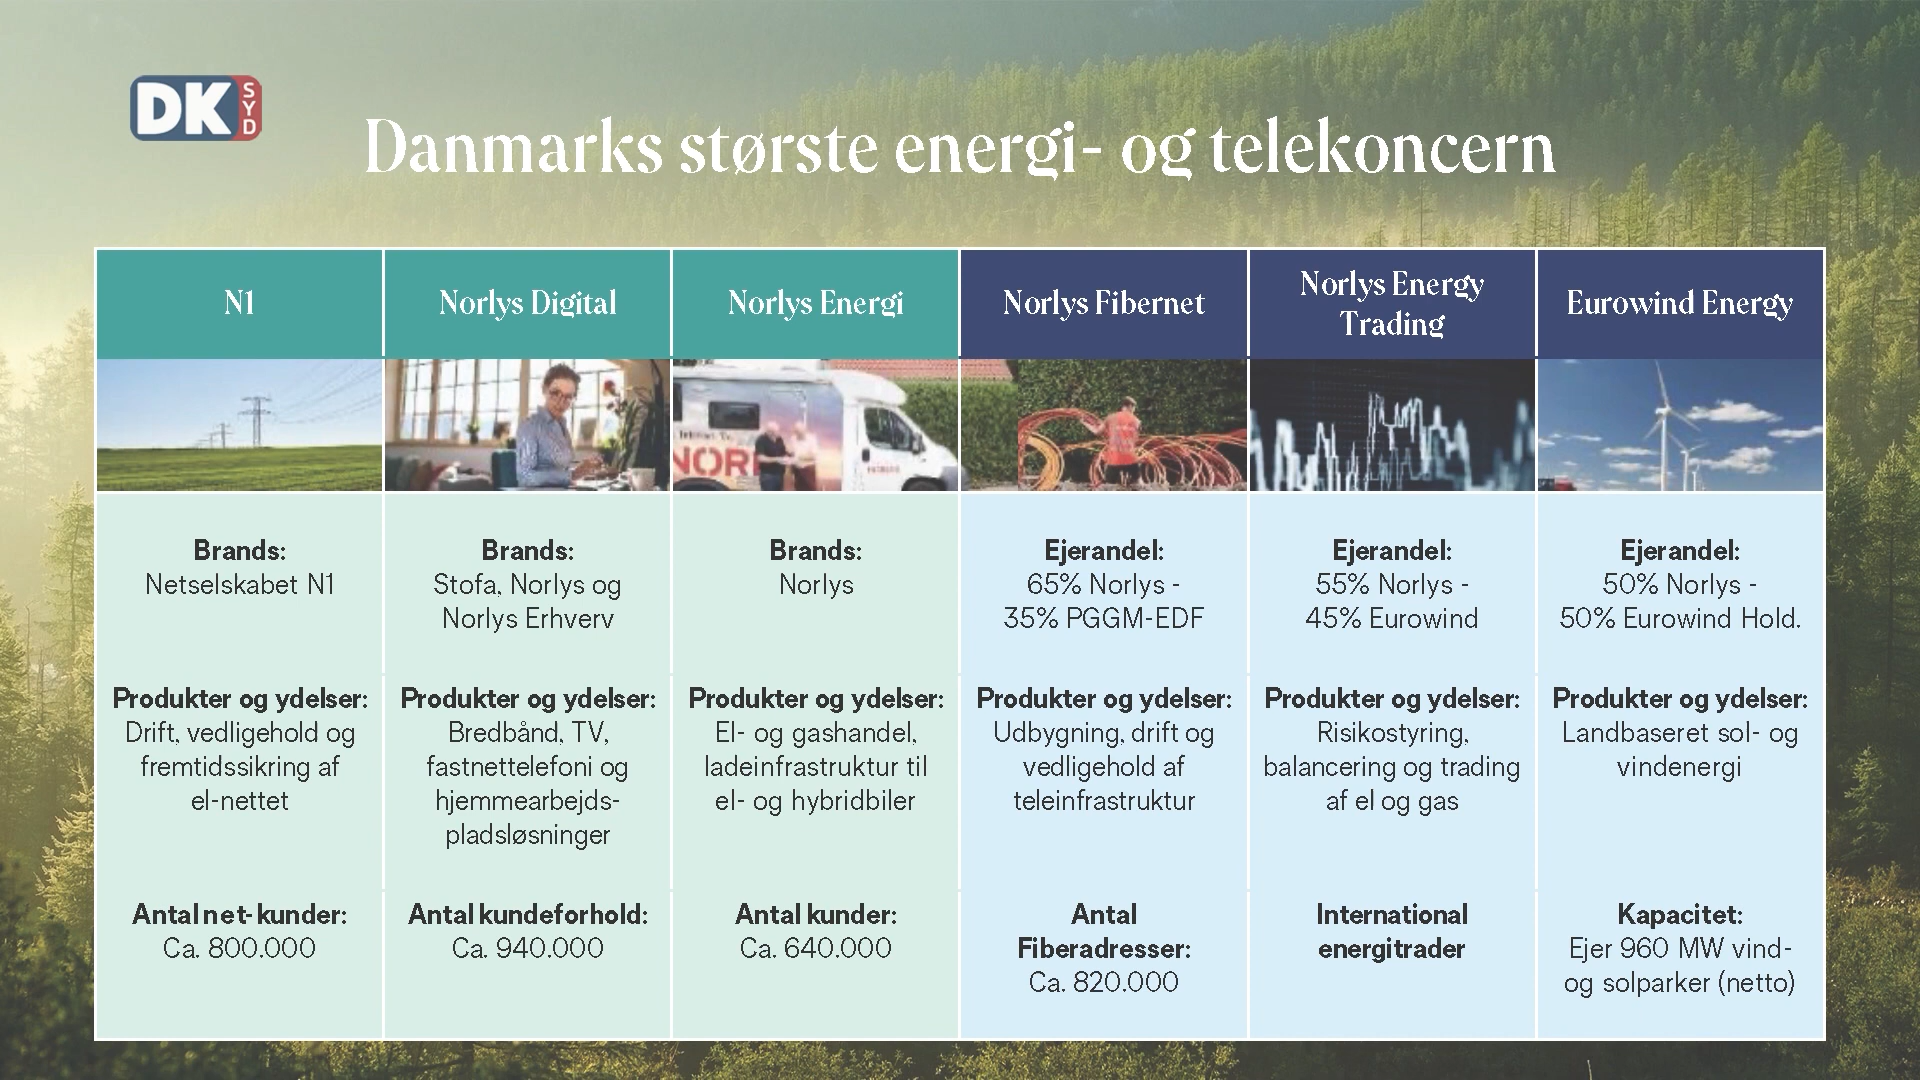 DK SYD
Danmarks største energi- og telekoncern
N1
Norlys Digital
Norlys Energi
Norlys Fibernet
Norlys Energy
Trading
Eurowind Energy
NOR
Brands:
Netselskabet N1
Produkter og ydelser:
Drift, vedligehold og
fremtidssikring af
el-nettet
Antal net-kunder:
Ca. 800.000
Brands:
Stofa, Norlys og
Norlys Erhverv
Produkter og ydelser:
Bredbånd, TV,
fastnettelefoni og
hjemmearbejds-
pladsløsninger
Antal kundeforhold:
Ca. 940.000
Brands:
Norlys
Produkter og ydelser:
El- og gashandel,
ladeinfrastruktur til
el- og hybridbiler
Antal kunder:
Ca. 640.000
Ejerandel:
65% Norlys -
35% PGGM-EDF
Produkter og ydelser:
Udbygning, drift og
vedligehold af
teleinfrastruktur
Antal
Fiberadresser:
Ca. 820.000
Ejerandel:
55% Norlys -
45% Eurowind
Produkter og ydelser:
Risikostyring,
balancering og trading
af el og gas
International
energitrader
Ejerandel:
50% Norlys -
50% Eurowind Hold.
Produkter og ydelser:
Landbaseret sol- og
vindenergi
Kapacitet:
Ejer 960 MW vind-
og solparker (netto)